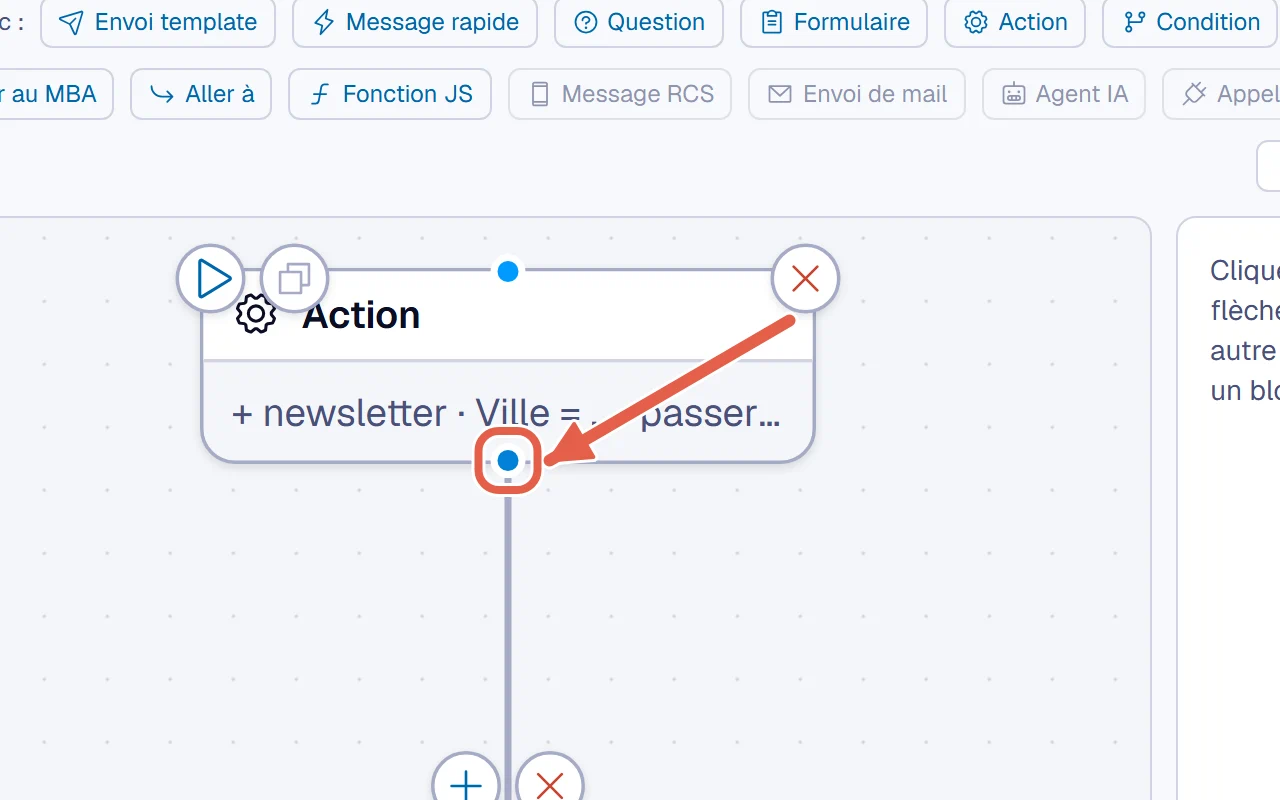 c :
Envoi template
Message rapide
Question
Formulaire
Action
Condition
r au MBA
Aller à
Fonction JS
Message RCS
Envoi de mail
Agent IA
Appel
Action
+ newsletter · Ville = passer…
Clique
flèche
autre
un blo